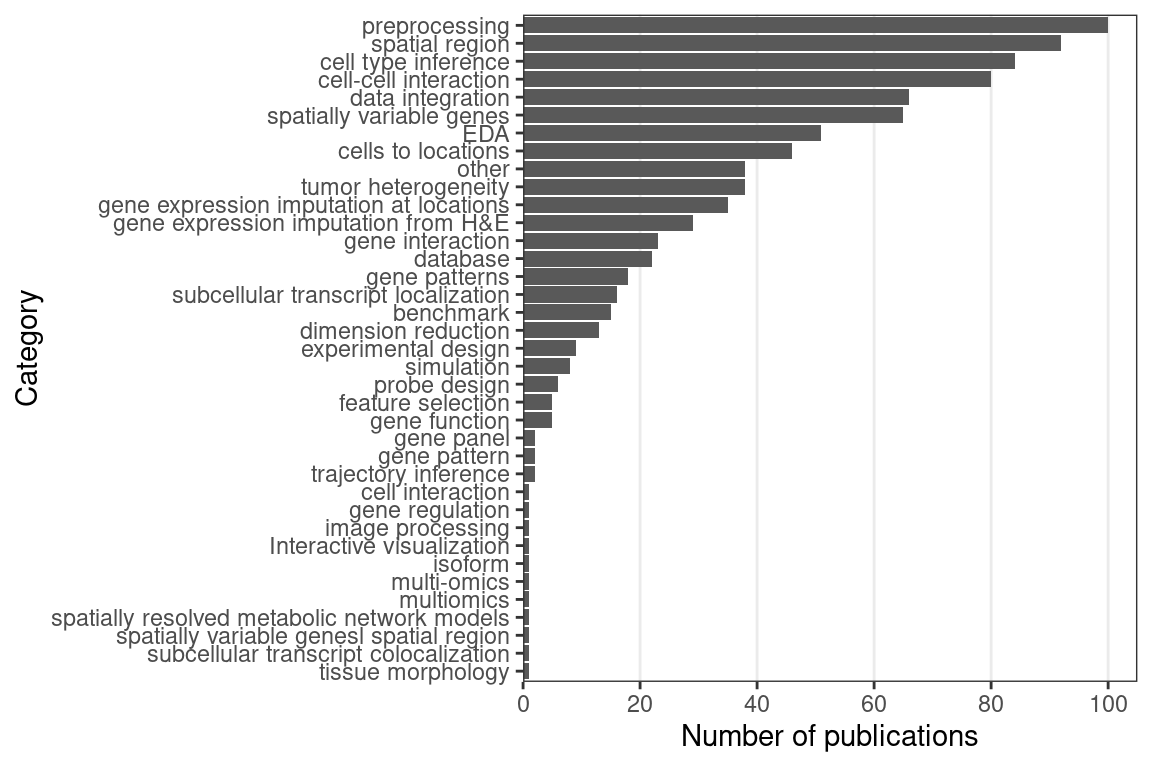 preprocessing
spatial region
cell type inference
cell-cell interaction
data integration
spatially variable genes
EDA
cells to locations
other
tumor heterogeneity
gene expression imputation at locations
gene expression imputation from H&E
gene interaction
database
gene patterns
subcellular transcript localization
benchmark
dimension reduction
experimental design
simulation
probe design
feature selection
gene function
gene panel
gene pattern
trajectory inference
cell interaction
gene regulation
image processing
Interactive visualization
isoform
multi-omics
multiomics
spatially resolved metabolic network models
spatially variable genesl spatial region
subcellular transcript colocalization
tissue morphology
Category
0 20 40 60 80 100
Number of publications